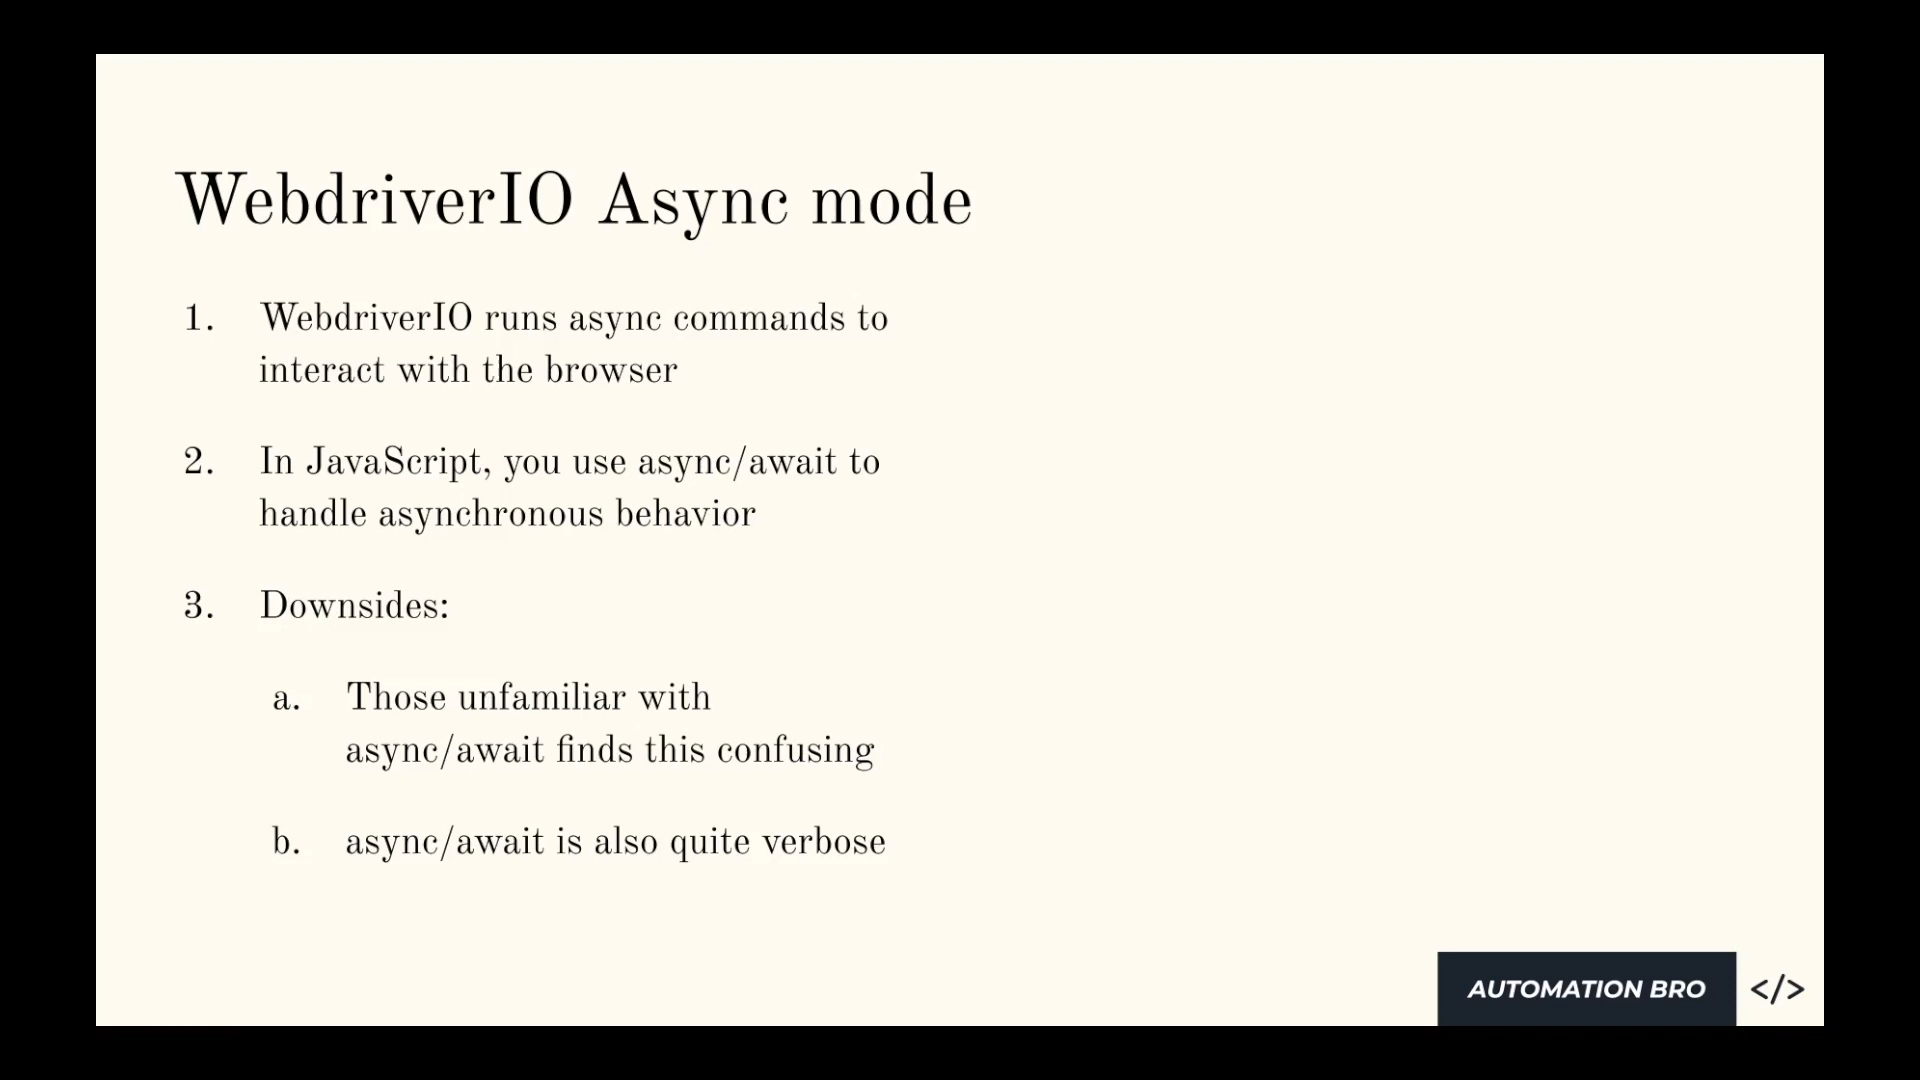 WebdriverIO Async mode
1. WebdriverIO runs async commands to
interact with the browser
2. In JavaScript, you use async/await to
handle asynchronous behavior
3. Downsides:
a. Those unfamiliar with
async/await finds this confusing
b. async/await is also quite verbose
AUTOMATION BRO </>